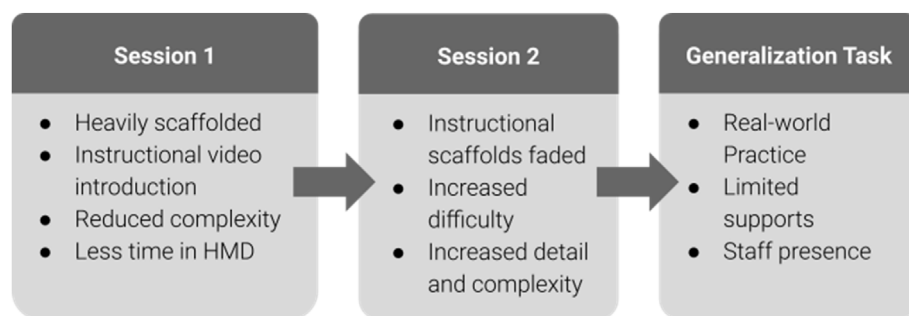 Session 1
● Heavily scaffolded
● Instructional video
introduction
● Reduced complexity
● Less time in HMD
Session 2
● Instructional
scaffolds faded
● Increased
difficulty
● Increased detail
and complexity
Generalization Task
● Real-world
Practice
● Limited
supports
● Staff presence